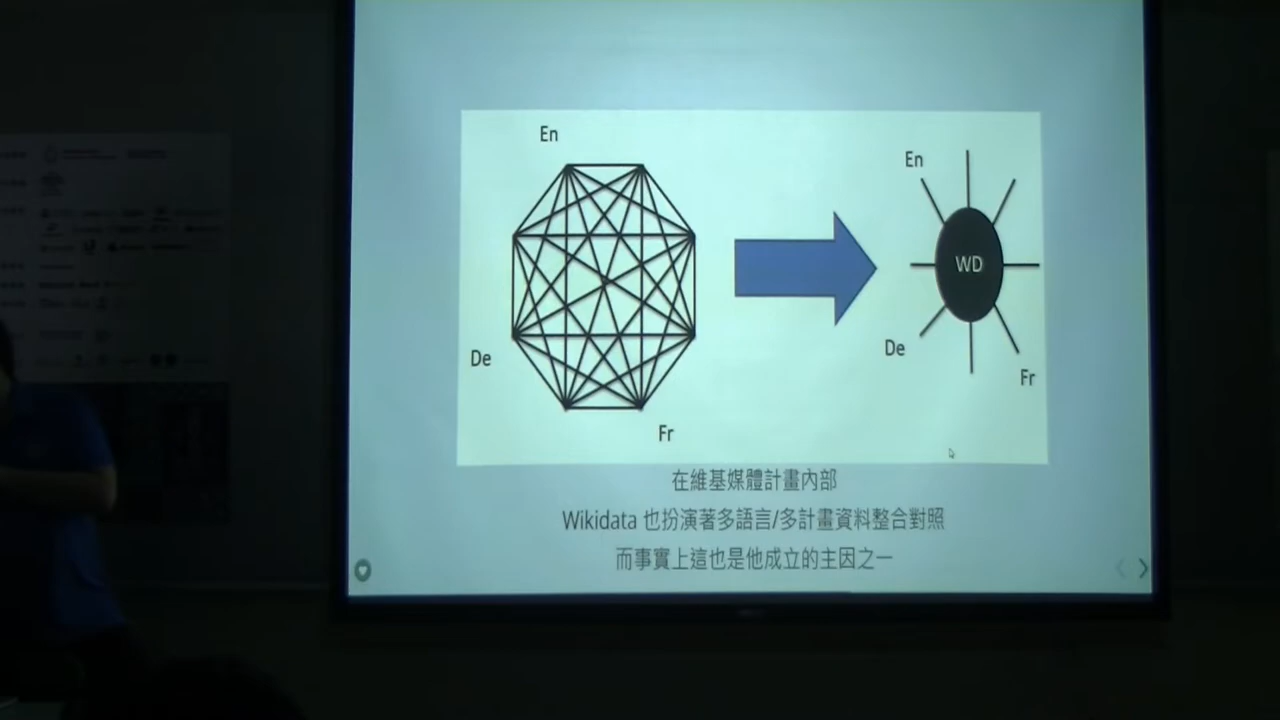 En
En
WD
De
De
Fr
Fr
在維基媒體計畫內部
Wikidata 也扮演著多語言/多計畫資料整合對照
而事實上這也是他成立的主因之一